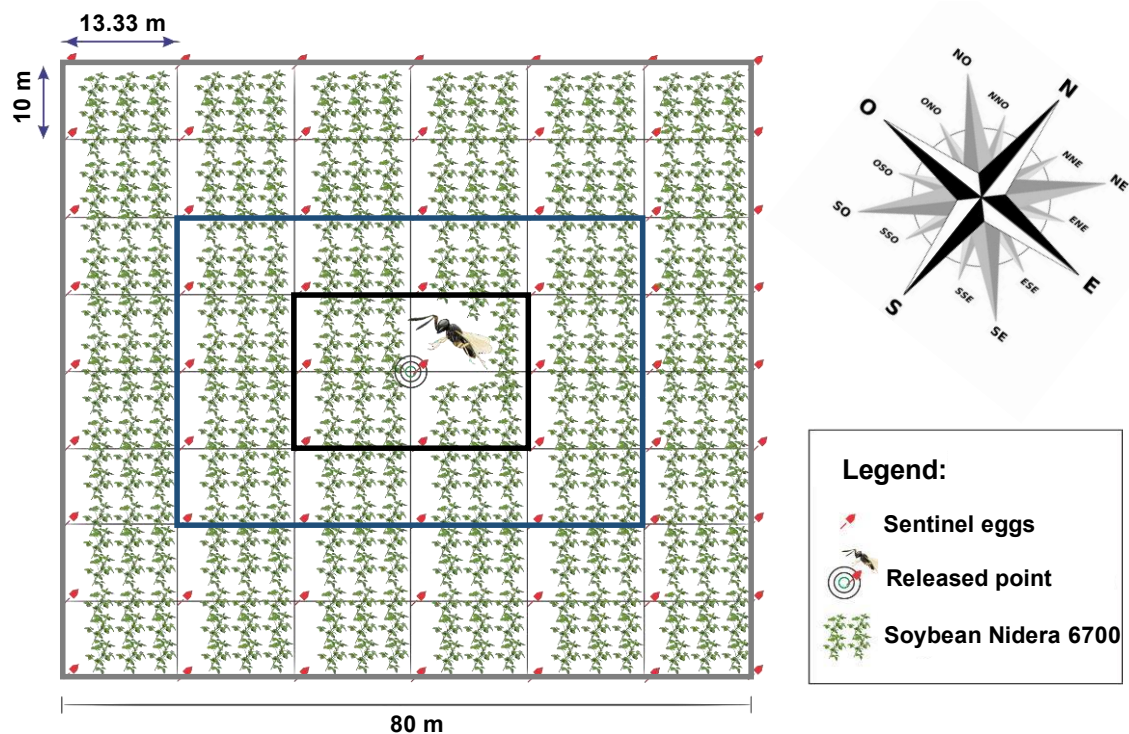 13.33 m
10 m
80 m
N
NNO
NO
ONO
O
OSO
SO
SSO
S
SSE
SE
ESE
E
ENE
NE
NNE
Legend:
Sentinel eggs
Released point
Soybean Nidera 6700